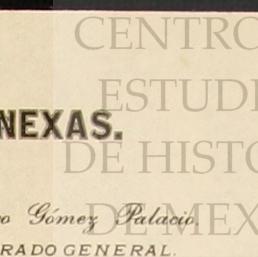 CENTRO
ESTUDI
NEXAS.
DE HISTO
o Gómez Palacio.
DE MEX
RADO GENERAL.